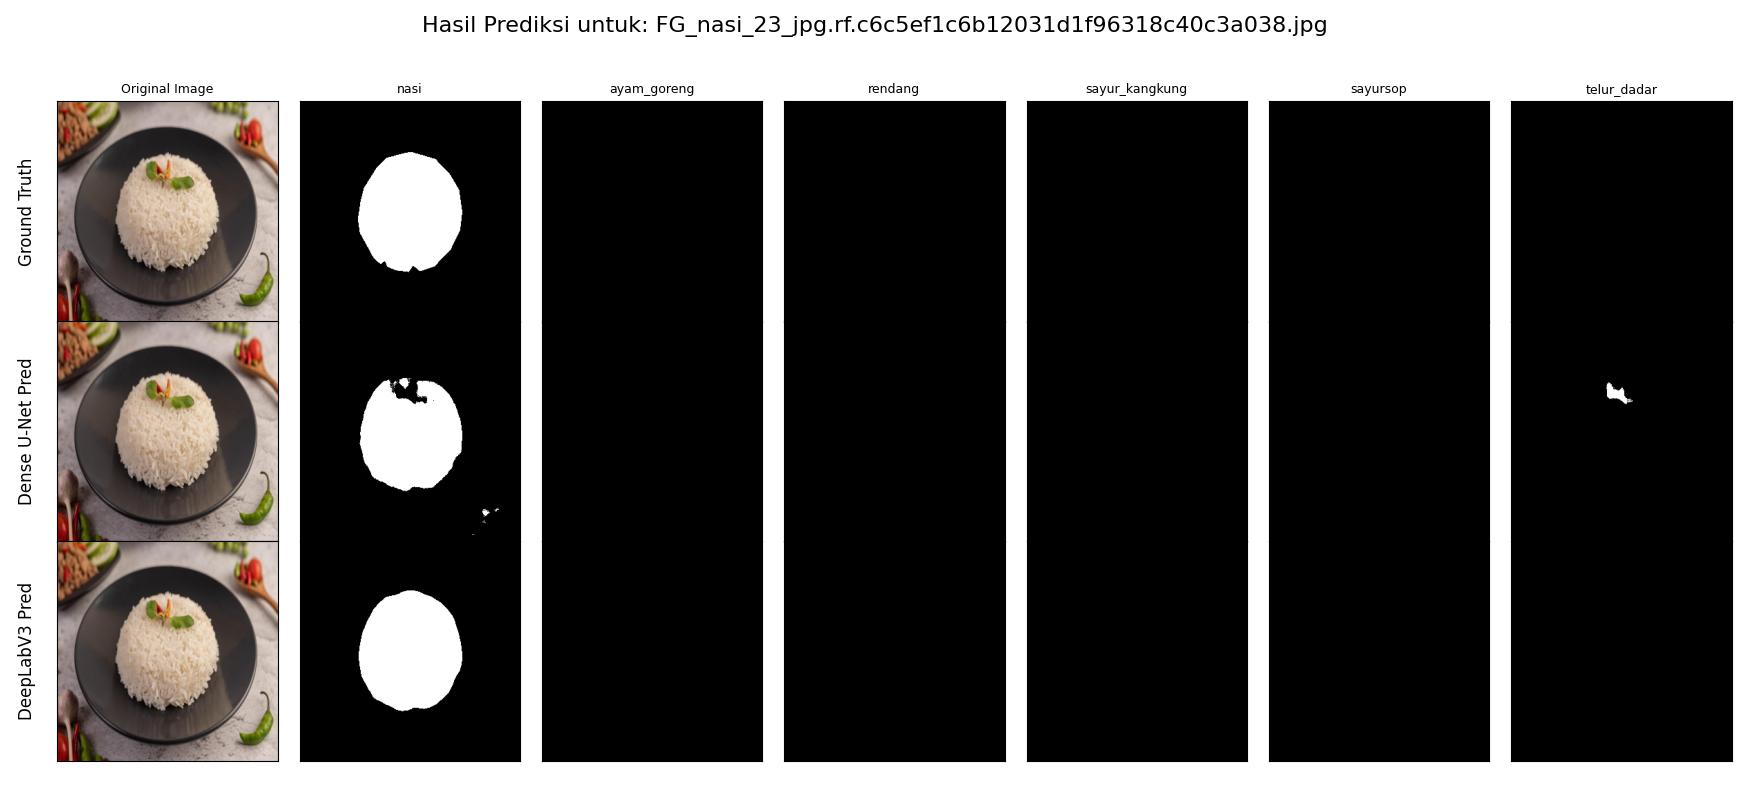 Hasil Prediksi untuk: FG_nasi_23_jpg.rf.c6c5ef1c6b12031d1f96318c40c3a038.jpg
Original Image
nasi
ayam_goreng
rendang
sayur_kangkung
sayursop
telur_dadar
Ground Truth
Dense U-Net Pred
DeepLabV3 Pred